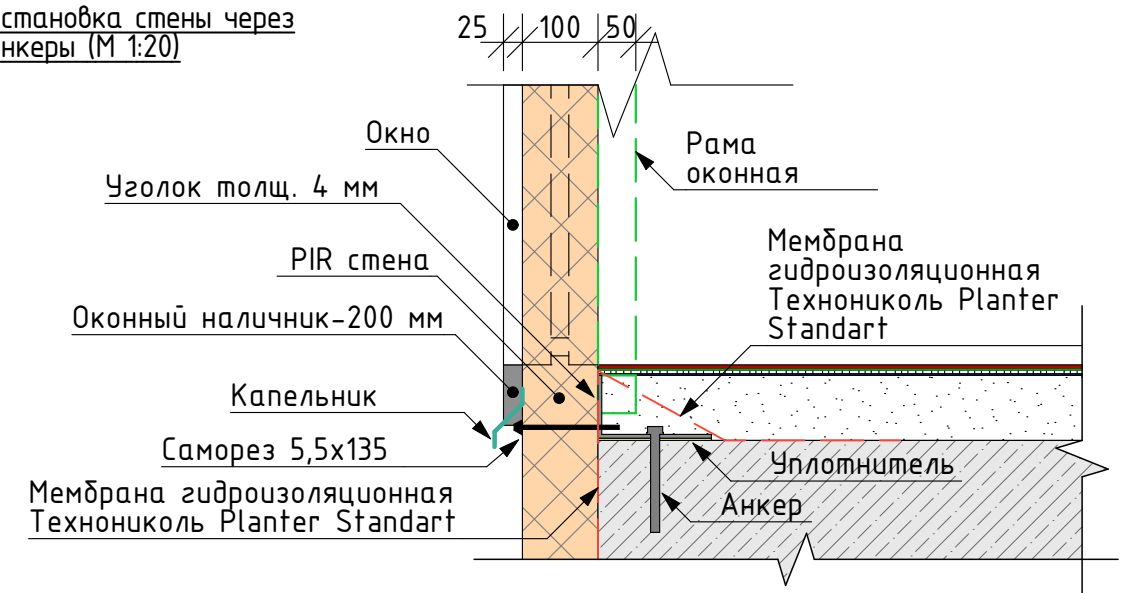 становка стены через
нкеры (М 1:20)
25 100 50
Окно
Рама
оконная
Уголок толщ. 4 мм
Мембрана
гидроизоляционная
Технониколь Planter
Standart
PIR стена
Оконный наличник-200 мм
Капельник
Саморез 5,5х135
Уплотнитель
Мембрана гидроизоляционная
Технониколь Planter Standart
Анкер